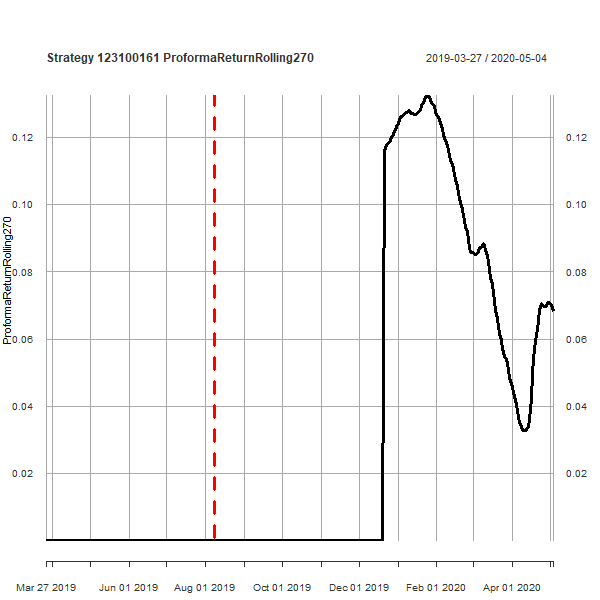 Strategy 123100161 ProformaReturnRolling270
2019-03-27 / 2020-05-04
ProformaReturnRolling270
0.12 0.12
0.10 0.10
0.08 0.08
0.06 0.06
0.04 0.04
0.02 0.02
Mar 27 2019 Jun 01 2019 Aug 01 2019 Oct 01 2019 Dec 01 2019 Feb 01 2020 Apr 01 2020